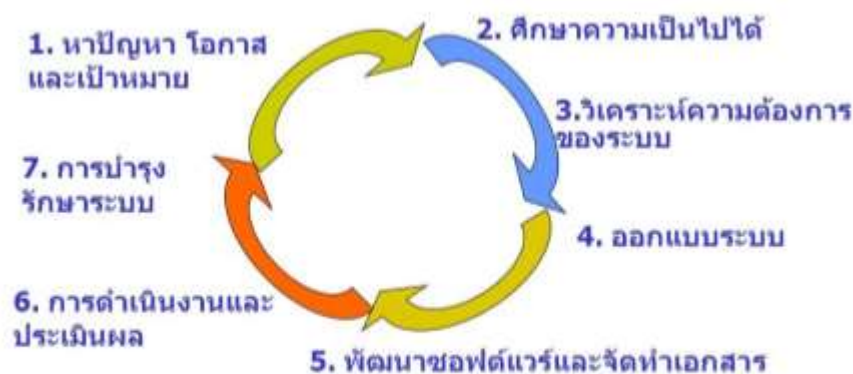 1. หาปัญหา โอกาส
และเป้าหมาย
2. ศึกษาความเป็นไปได้
3.วิเคราะห์ความต้องการ
ของระบบ
4. ออกแบบระบบ
5. พัฒนาซอฟต์แวร์และจัดทำเอกสาร
6. การดำเนินงานและ
ประเมินผล
7. การบำรุง
รักษาระบบ